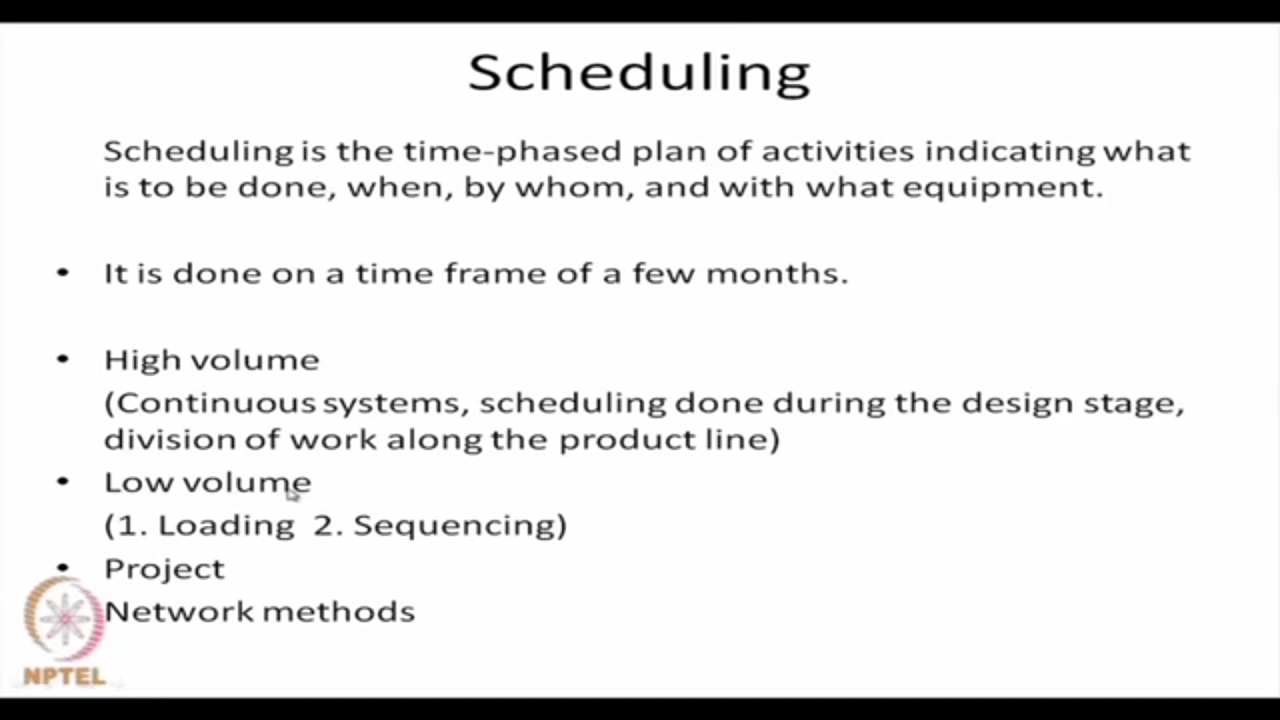 Scheduling
Scheduling is the time-phased plan of activities indicating what
is to be done, when, by whom, and with what equipment.
• It is done on a time frame of a few months.
• High volume
(Continuous systems, scheduling done during the design stage,
division of work along the product line)
• Low volume
(1. Loading 2. Sequencing)
• Project
Network methods
NPTEL